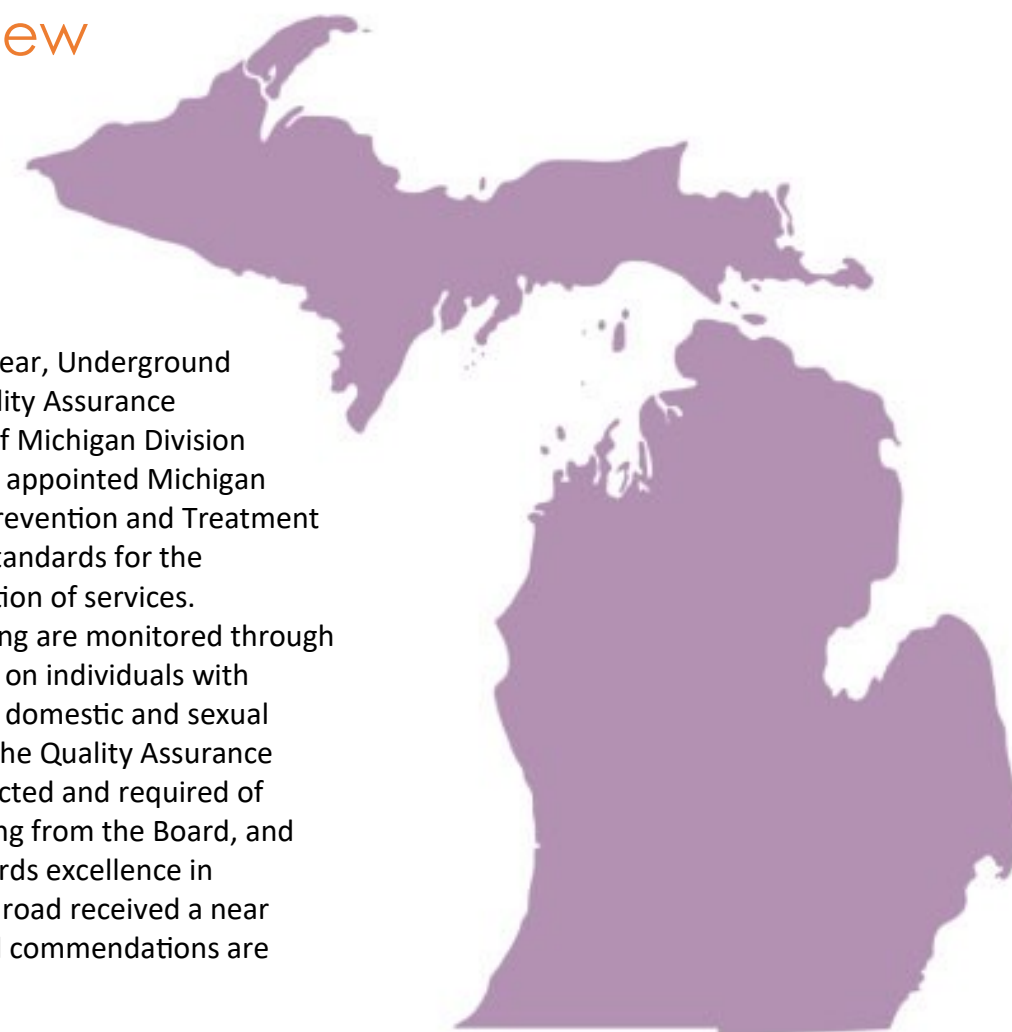 ew
ear, Underground
lity Assurance
f Michigan Division
appointed Michigan
revention and Treatment
tandards for the
tion of services.
ng are monitored through
on individuals with
domestic and sexual
he Quality Assurance
cted and required of
ng from the Board, and
rds excellence in
road received a near
commendations are